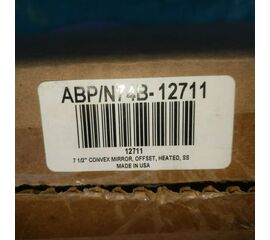 ABP/N74B-12711
12711
7 1/2" CONVEX MIRROR, OFFSET, HEATED, SS
MADE IN USA